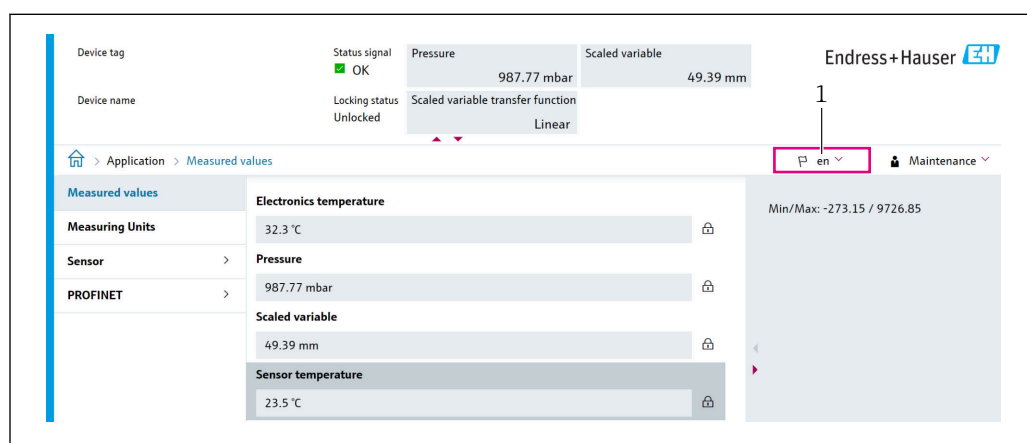 Device tag
Status signal
OK
Pressure
987.77 mbar
Scaled variable
49.39 mm
Endress+Hauser EH
Device name
Locking status
Unlocked
Scaled variable transfer function
Linear
1
> Application > Measured values
en
Maintenance
Measured values
Measuring Units
Sensor >
PROFINET >
Electronics temperature
32.3 °C
Pressure
987.77 mbar
Scaled variable
49.39 mm
Sensor temperature
23.5 °C
Min/Max: -273.15 / 9726.85